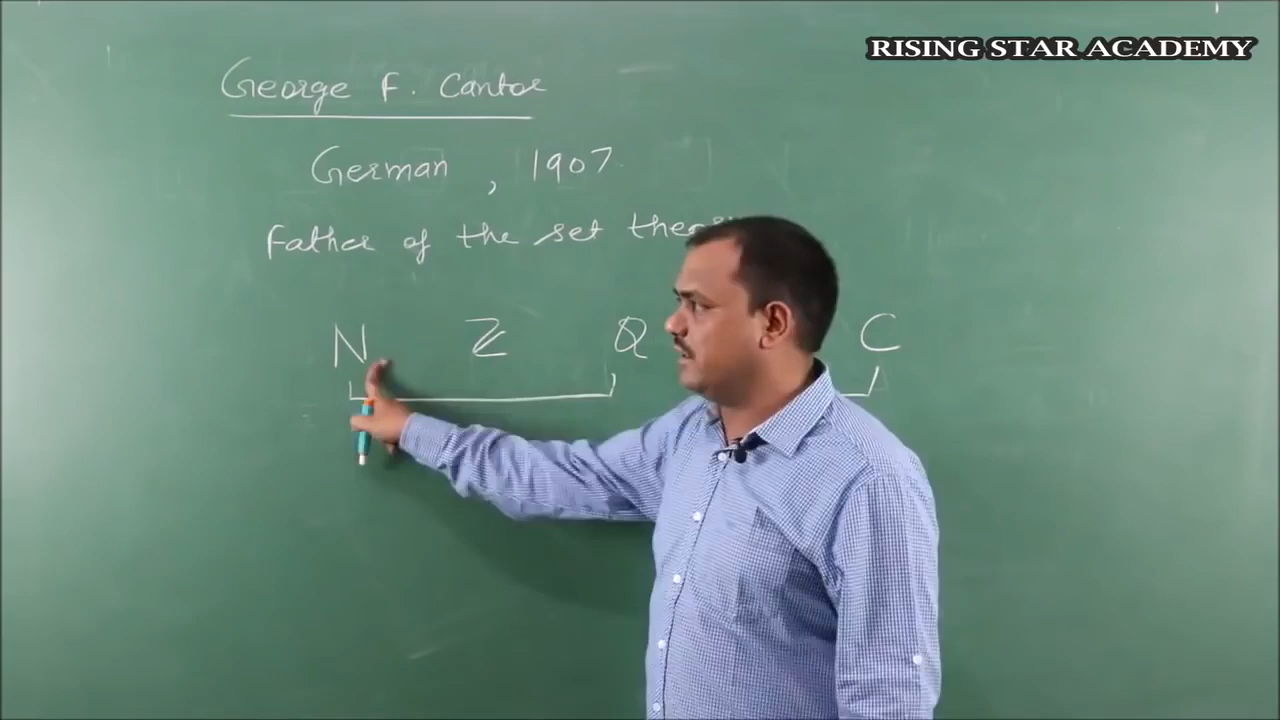 RISING STAR ACADEMY
George F. Cantor
German, 1907.
Father of the set
N Z Q C